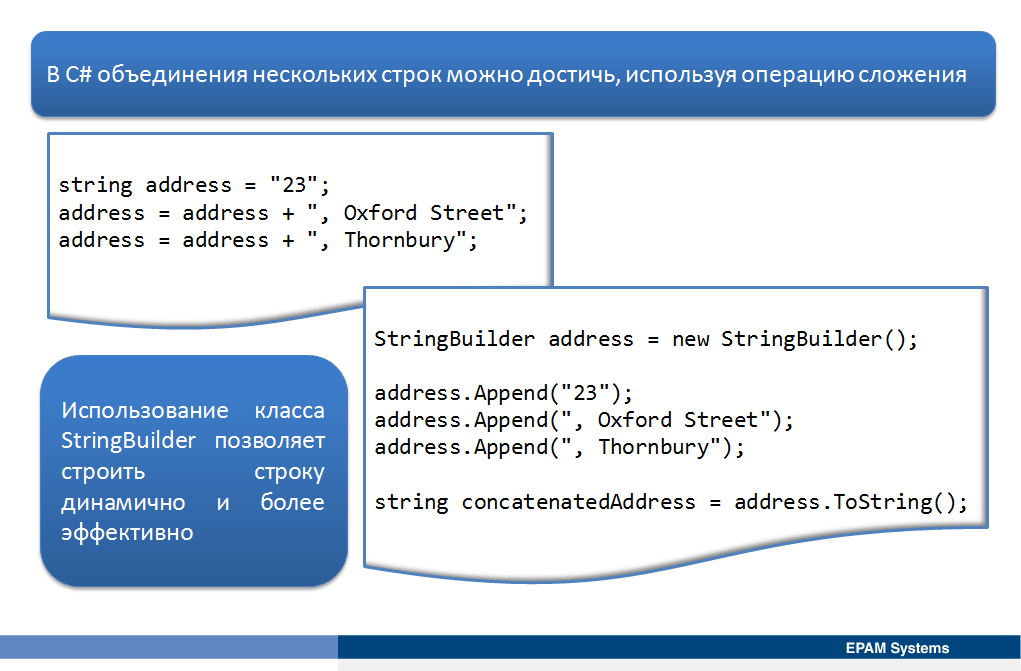 В C# объединения нескольких строк можно достичь, используя операцию сложения
string address = "23";
address = address + ", Oxford Street";
address = address + ", Thornbury";
StringBuilder address = new StringBuilder();
address.Append("23");
address.Append(", Oxford Street");
address.Append(", Thornbury");
string concatenatedAddress = address.ToString();
Использование класса
StringBuilder позволяет
строить строку
динамично и более
эффективно
EPAM Systems